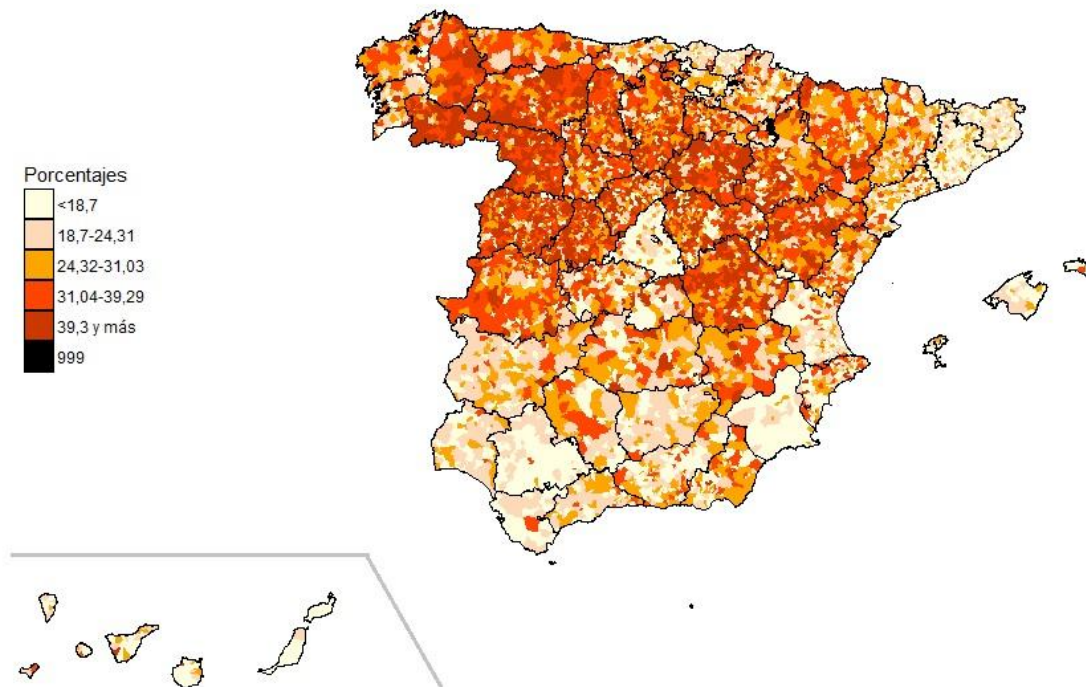 Porcentajes
<18,7
18,7-24,31
24,32-31,03
31,04-39,29
39,3 y más
999